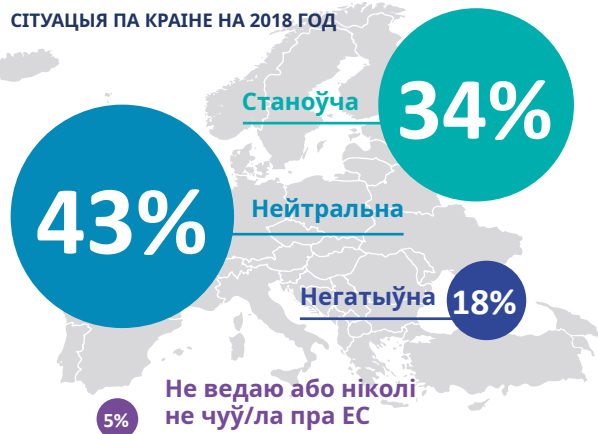 СІТУАЦЫЯ ПА КРАІНЕ НА 2018 ГОД
Станоўча
34%
43%
Нейтральна
Негатыўна
18%
Не ведаю або ніколі
не чуў/ла пра ЕС
5%